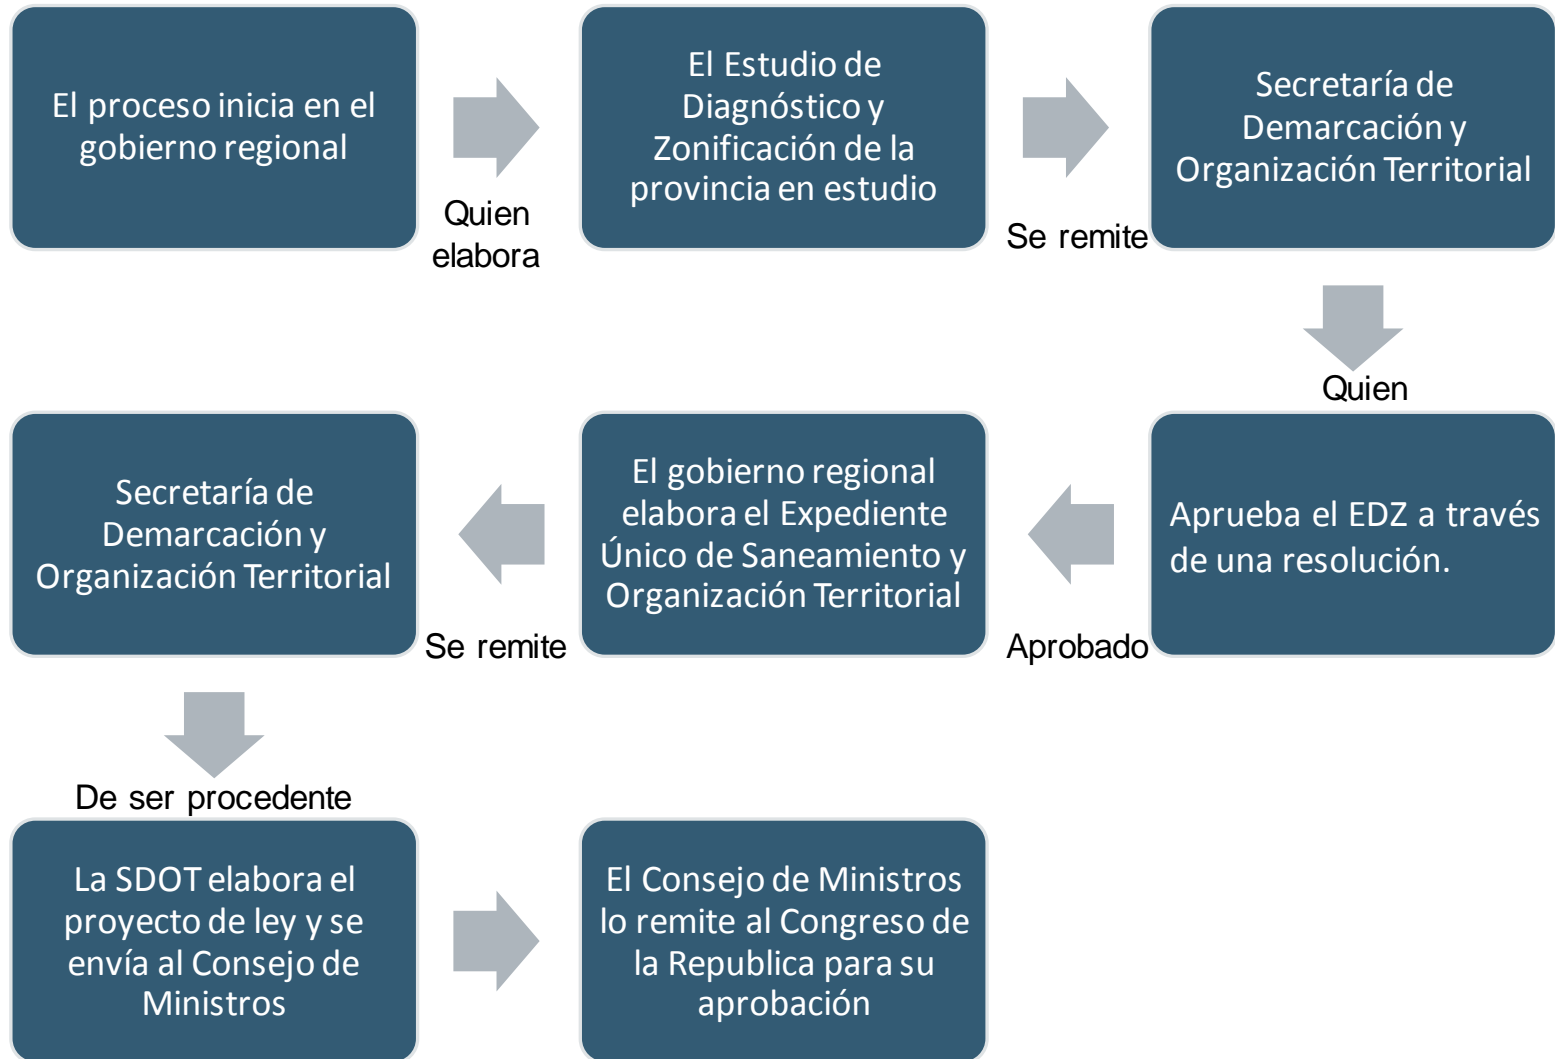 El proceso inicia en el
gobierno regional
Quien
elabora
El Estudio de
Diagnóstico y
Zonificación de la
provincia en estudio
Se remite
Secretaría de
Demarcación y
Organización Territorial
Quien
Aprueba el EDZ a través
de una resolución.
Aprobado
El gobierno regional
elabora el Expediente
Único de Saneamiento y
Organización Territorial
Se remite
Secretaría de
Demarcación y
Organización Territorial
De ser procedente
La SDOT elabora el
proyecto de ley y se
envía al Consejo de
Ministros
El Consejo de Ministros
lo remite al Congreso de
la Republica para su
aprobación